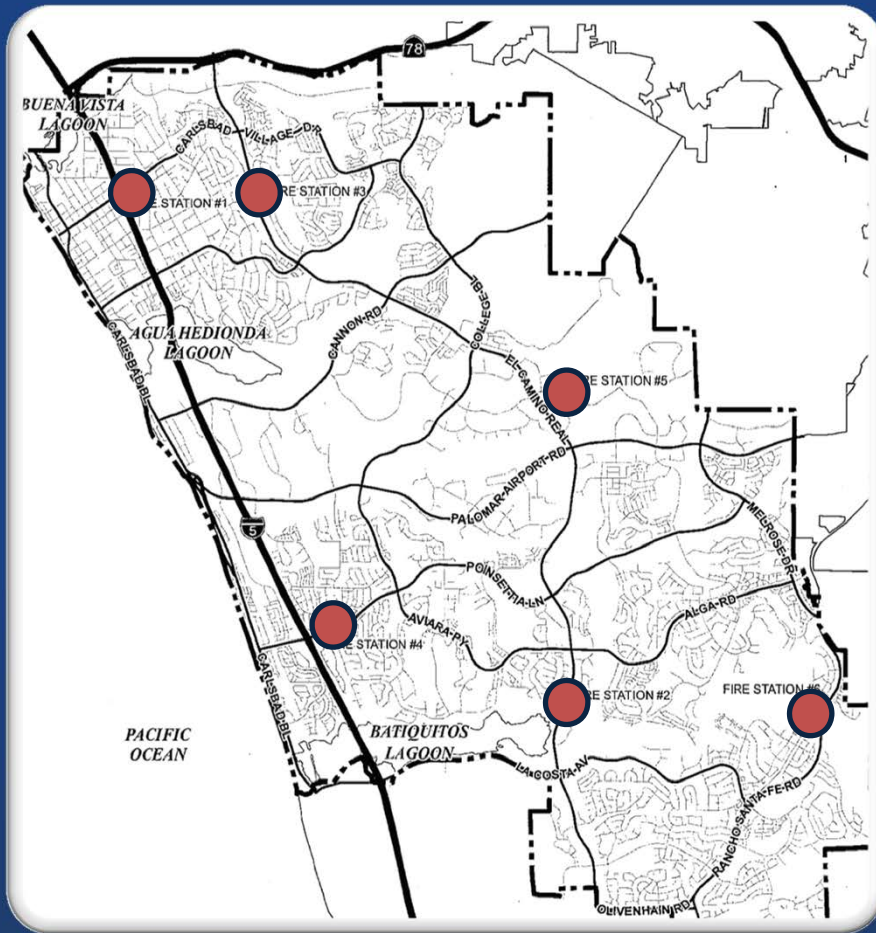 78
BUENA VISTA
LAGOON
CARLSBAD VILLAGE DR
E STATION #1
RE STATION #3
AGUA HEDIONDA
LAGOON
CARLSBAD BL
CANNON RD
COLLEGE BL
EL CAMINO REAL
RE STATION #5
PALOMAR AIRPORT RD
5
MELROSE DR
POINSETTIA LN
ALGA RD
AVIARA PY
RE STATION #4
CARLSBAD BL
RE STATION #2
FIRE STATION #6
PACIFIC
OCEAN
BATIQUITOS
LAGOON
LA COSTA AV
RANCHO SANTA FE RD
OLIVENHAIN RD